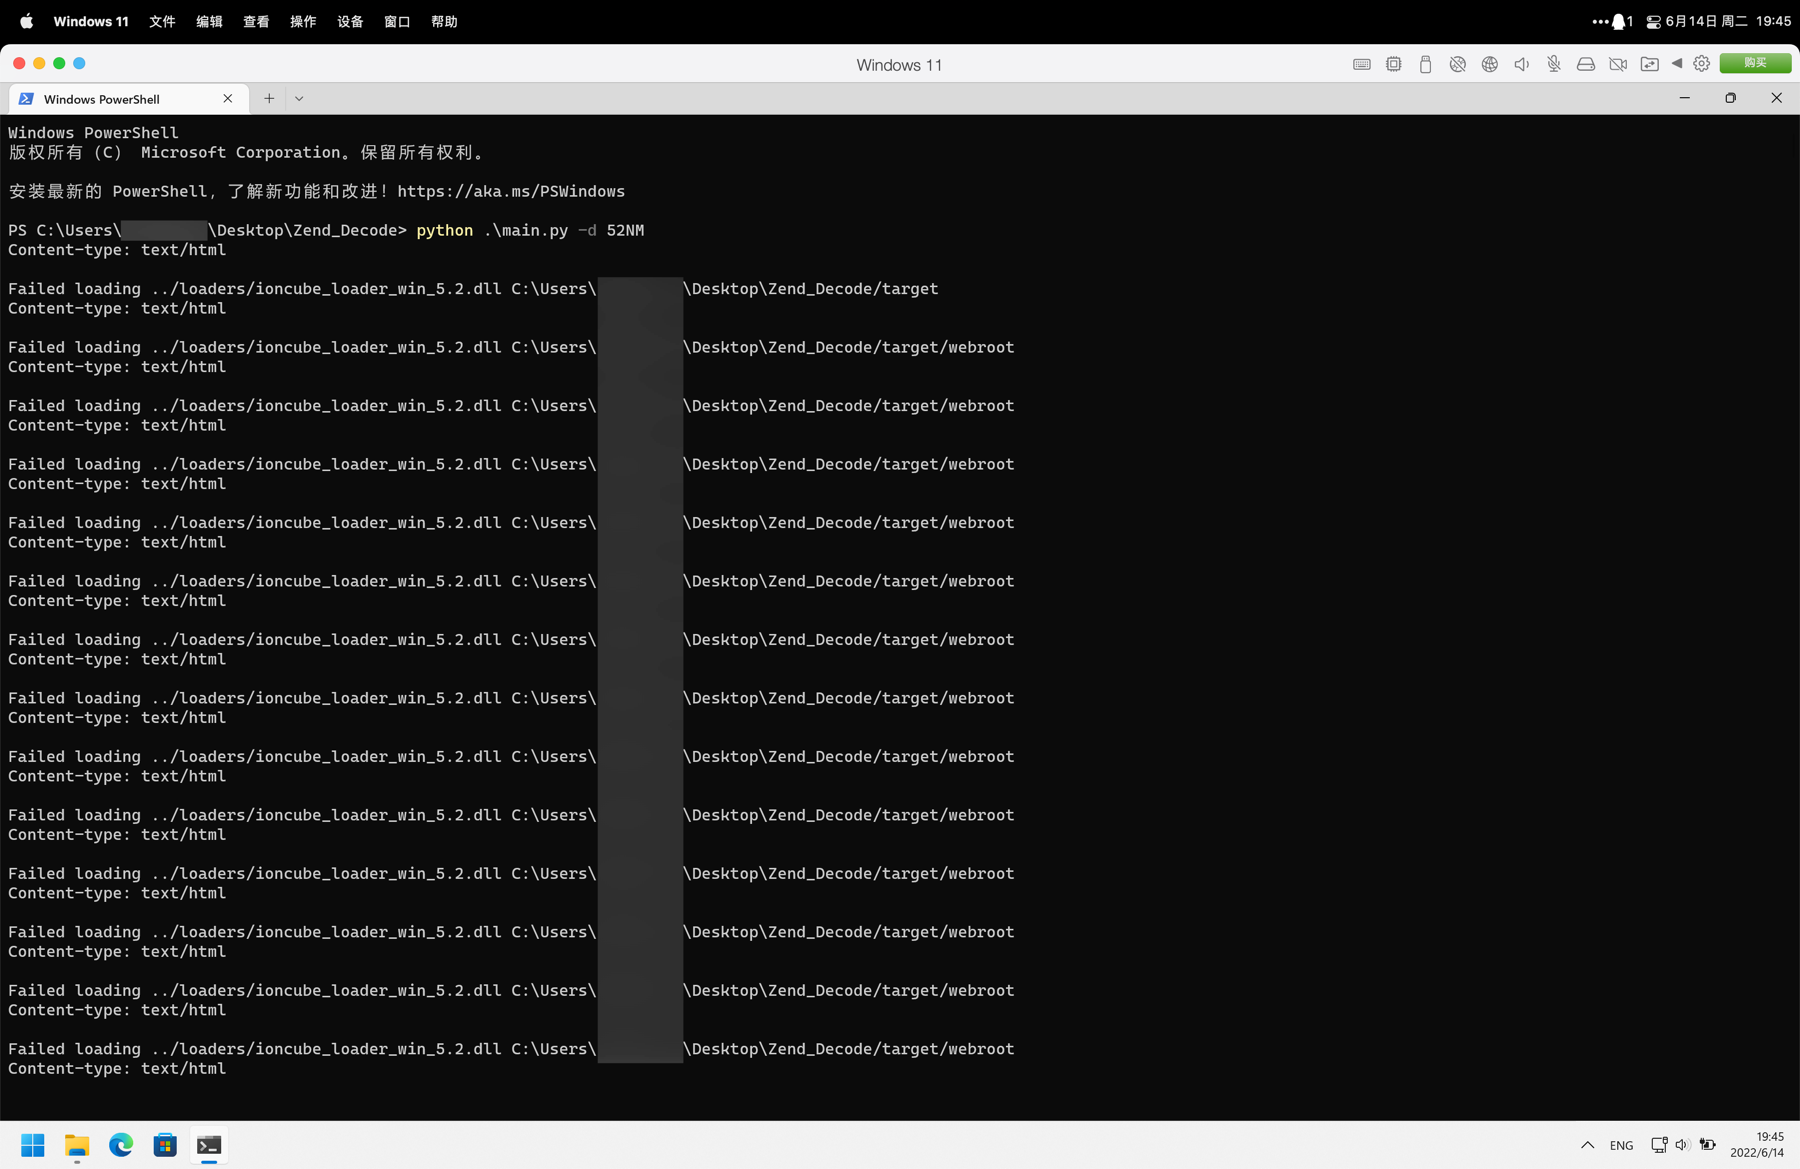 Windows 11 文件 编辑 查看 操作 设备 窗口 帮助 1 6月14日 周二 19:45
Windows 11 购买
Windows PowerShell
Windows PowerShell
版权所有 (C) Microsoft Corporation。保留所有权利。
安装最新的 PowerShell，了解新功能和改进！https://aka.ms/PSWindows
PS C:\Users\ \Desktop\Zend_Decode> python .\main.py -d 52NM
Content-type: text/html
Failed loading ../loaders/ioncube_loader_win_5.2.dll C:\Users\ \Desktop\Zend_Decode/target
Content-type: text/html
Failed loading ../loaders/ioncube_loader_win_5.2.dll C:\Users\ \Desktop\Zend_Decode/target/webroot
Content-type: text/html
Failed loading ../loaders/ioncube_loader_win_5.2.dll C:\Users\ \Desktop\Zend_Decode/target/webroot
Content-type: text/html
Failed loading ../loaders/ioncube_loader_win_5.2.dll C:\Users\ \Desktop\Zend_Decode/target/webroot
Content-type: text/html
Failed loading ../loaders/ioncube_loader_win_5.2.dll C:\Users\ \Desktop\Zend_Decode/target/webroot
Content-type: text/html
Failed loading ../loaders/ioncube_loader_win_5.2.dll C:\Users\ \Desktop\Zend_Decode/target/webroot
Content-type: text/html
Failed loading ../loaders/ioncube_loader_win_5.2.dll C:\Users\ \Desktop\Zend_Decode/target/webroot
Content-type: text/html
Failed loading ../loaders/ioncube_loader_win_5.2.dll C:\Users\ \Desktop\Zend_Decode/target/webroot
Content-type: text/html
Failed loading ../loaders/ioncube_loader_win_5.2.dll C:\Users\ \Desktop\Zend_Decode/target/webroot
Content-type: text/html
Failed loading ../loaders/ioncube_loader_win_5.2.dll C:\Users\ \Desktop\Zend_Decode/target/webroot
Content-type: text/html
Failed loading ../loaders/ioncube_loader_win_5.2.dll C:\Users\ \Desktop\Zend_Decode/target/webroot
Content-type: text/html
Failed loading ../loaders/ioncube_loader_win_5.2.dll C:\Users\ \Desktop\Zend_Decode/target/webroot
Content-type: text/html
Failed loading ../loaders/ioncube_loader_win_5.2.dll C:\Users\ \Desktop\Zend_Decode/target/webroot
Content-type: text/html
Failed loading ../loaders/ioncube_loader_win_5.2.dll C:\Users\ \Desktop\Zend_Decode/target/webroot
Content-type: text/html
ENG 19:45
2022/6/14